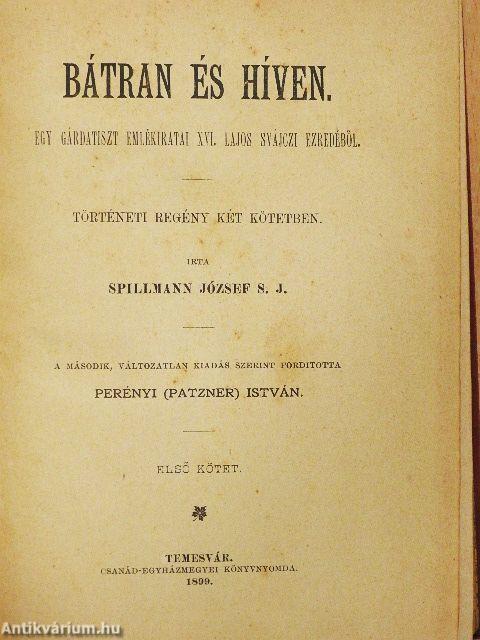 BÁTRAN ÉS HÍVEN.
EGY GÁRDATISZT EMLÉKIRATAI XVI. LAJOS SVÁJCZI EZREDÉBŐL.
TÖRTÉNETI REGÉNY KÉT KÖTETBEN.
IRTA
SPILLMANN JÓZSEF S. J.
A MÁSODIK, VÁLTOZATLAN KIADÁS SZERINT FORDITOTTA
PERÉNYI (PATZNER) ISTVÁN.
ELSŐ KÖTET.
TEMESVÁR.
CSANÁD-EGYHÁZMEGYEI KÖNYVNYOMDA.
1899.
Antikvárium.hu